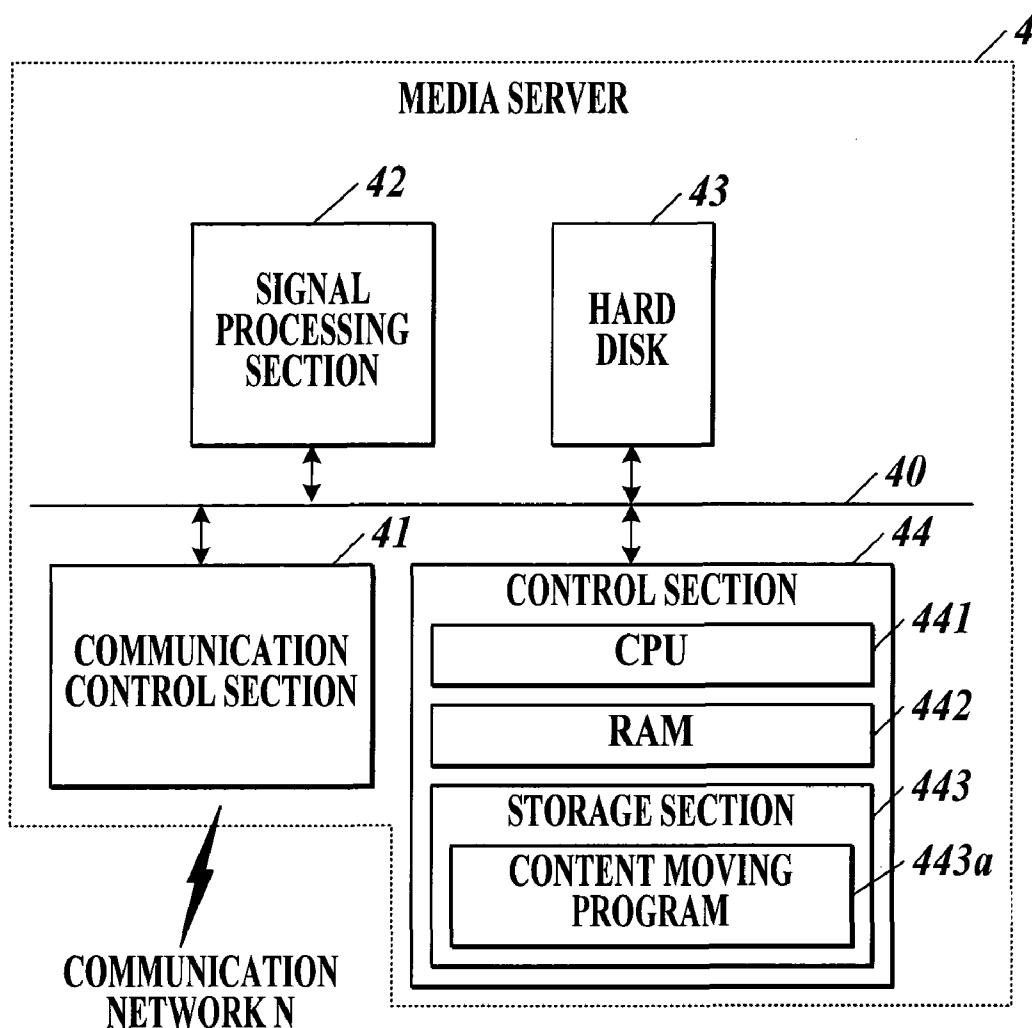 4
MEDIA SERVER
42
43
SIGNAL
PROCESSING
SECTION
HARD
DISK
40
41
44
COMMUNICATION
CONTROL SECTION
CONTROL SECTION
CPU
441
RAM
442
STORAGE SECTION
443
CONTENT MOVING
PROGRAM
443a
COMMUNICATION
NETWORK N